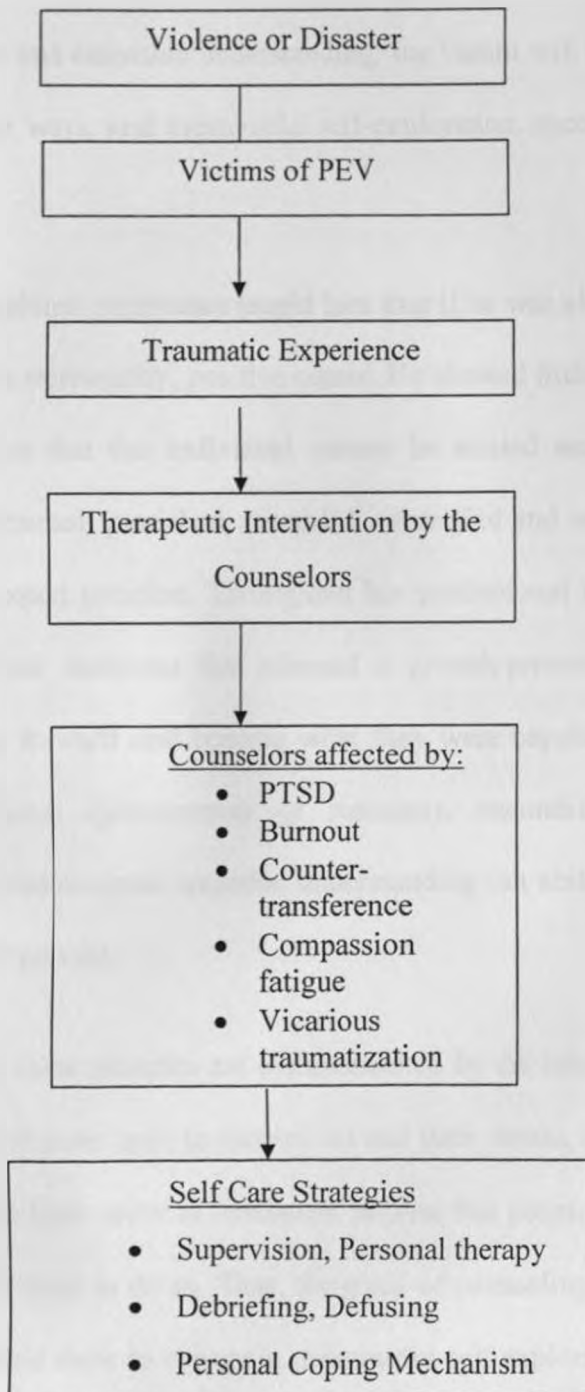 Violence or Disaster
Victims of PEV
Traumatic Experience
Therapeutic Intervention by the
Counselors
Counselors affected by:
• PTSD
• Burnout
• Counter-
transference
• Compassion
fatigue
• Vicarious
traumatization
Self Care Strategies
• Supervision, Personal therapy
• Debriefing, Defusing
• Personal Coping Mechanism